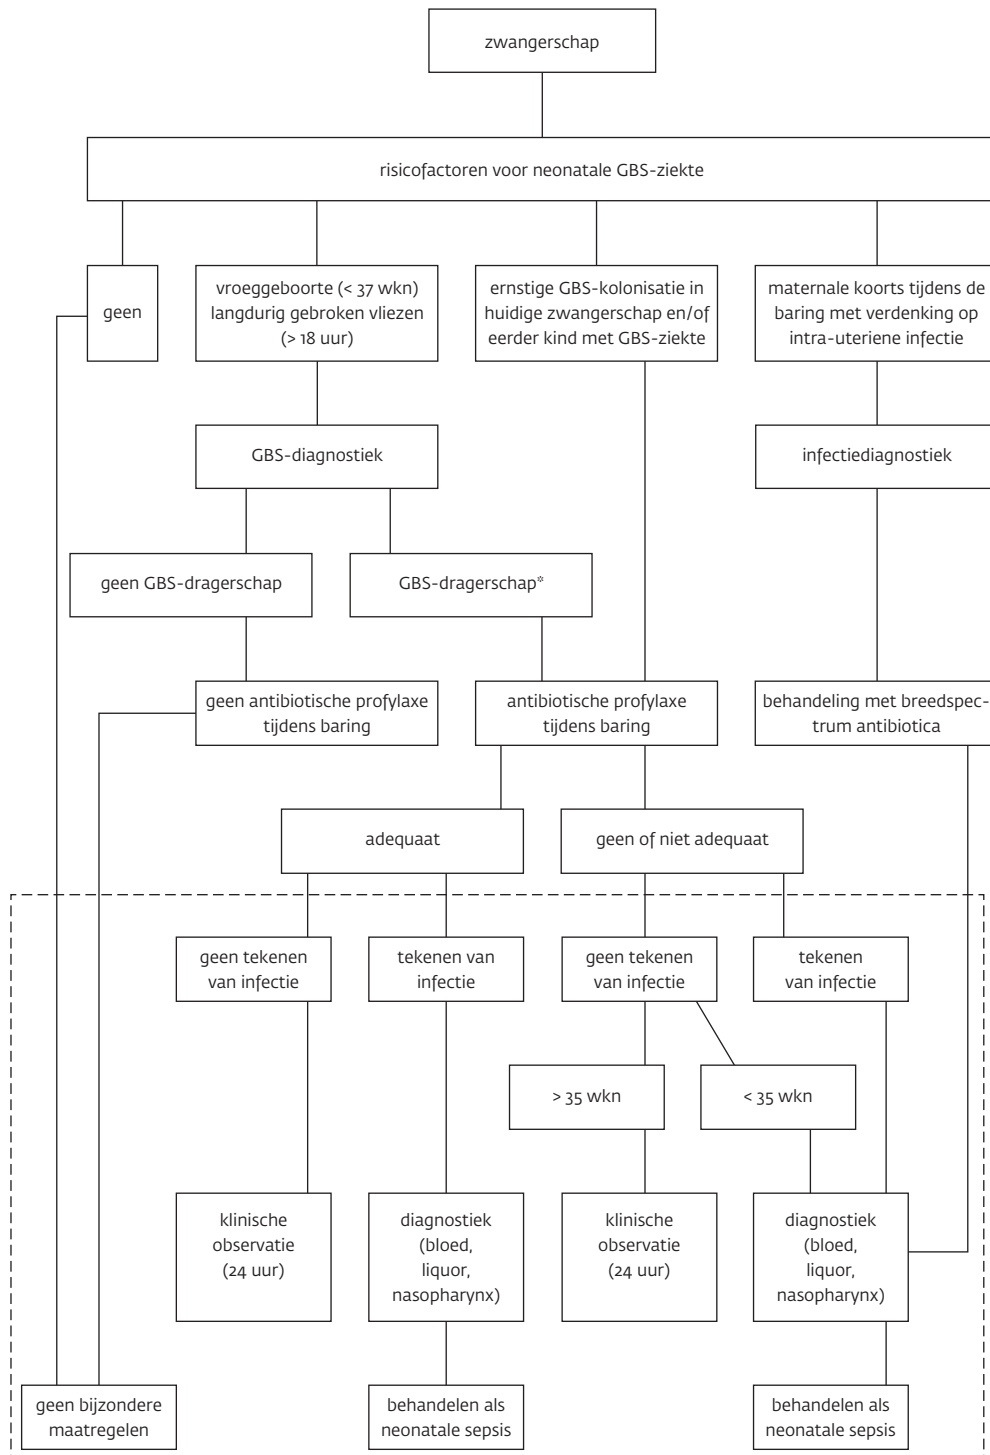 zwangerschap
risicofactoren voor neonatale GBS-ziekte
geen
vroeggeboorte (< 37 wkn)
langdurig gebroken vliezen
(> 18 uur)
ernstige GBS-kolonisatie in
huidige zwangerschap en/of
eerder kind met GBS-ziekte
maternale koorts tijdens de
baring met verdenking op
intra-uteriene infectie
GBS-diagnostiek
infectiediagnostiek
geen GBS-dragerschap
GBS-dragerschap*
geen antibiotische profylaxe
tijdens baring
antibiotische profylaxe
tijdens baring
behandeling met breedspec-
trum antibiotica
adequaat
geen of niet adequaat
geen tekenen
van infectie
tekenen van
infectie
geen tekenen
van infectie
tekenen
van infectie
> 35 wkn
< 35 wkn
klinische
observatie
(24 uur)
diagnostiek
(bloed,
liquor,
nasopharynx)
klinische
observatie
(24 uur)
diagnostiek
(bloed,
liquor,
nasopharynx)
geen bijzondere
maatregelen
behandelen als
neonatale sepsis
behandelen als
neonatale sepsis